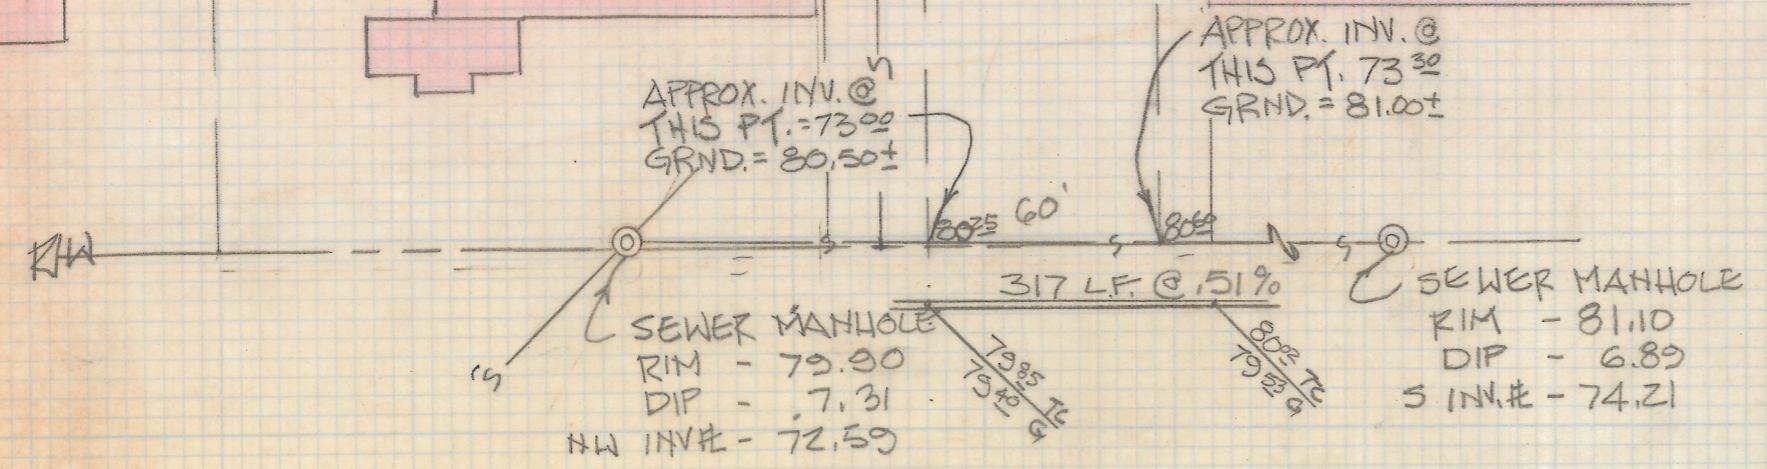 APPROX. INV. @
THIS PT. = 73.00
GRND. = 80.50±
APPROX. INV. @
THIS PT. 73.30
GRND. = 81.00±
S
R/W
80.25
60'
S
S
S
317 L.F. @ .51%
S
SEWER MANHOLE
RIM - 79.90
DIP - 7.31
NW INV.# - 72.59
79.85 TC
79.40 G
80.02 TC
79.53 G
SEWER MANHOLE
RIM - 81.10
DIP - 6.89
S INV.# - 74.21